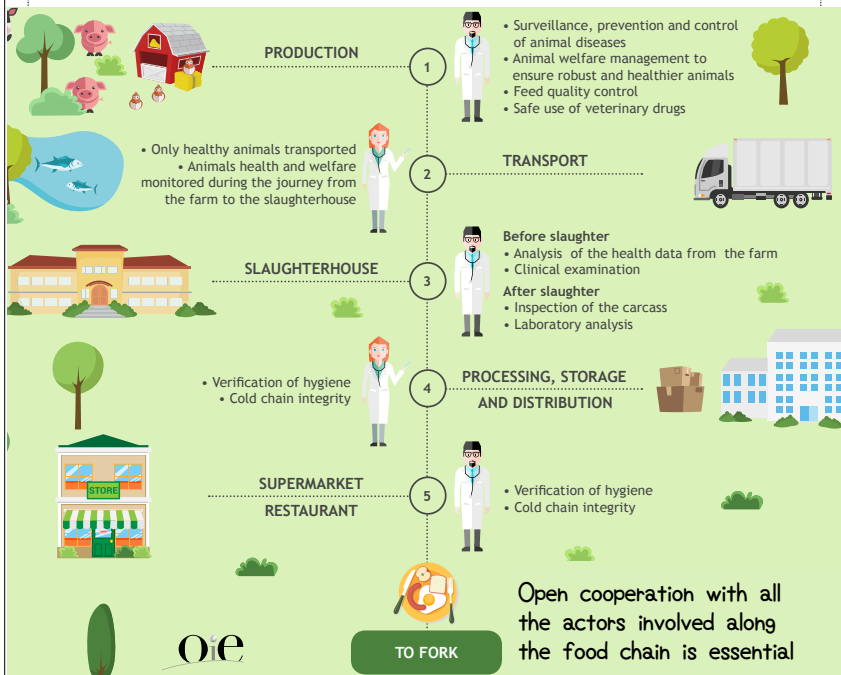 PRODUCTION
1
• Surveillance, prevention and control
of animal diseases
• Animal welfare management to
ensure robust and healthier animals
• Feed quality control
• Safe use of veterinary drugs
• Only healthy animals transported
• Animals health and welfare
monitored during the journey from
the farm to the slaughterhouse
2
TRANSPORT
SLAUGHTERHOUSE
3
Before slaughter
• Analysis of the health data from the farm
• Clinical examination
After slaughter
• Inspection of the carcass
• Laboratory analysis
• Verification of hygiene
• Cold chain integrity
4
PROCESSING, STORAGE
AND DISTRIBUTION
STORE
SUPERMARKET
RESTAURANT
5
• Verification of hygiene
• Cold chain integrity
TO FORK
Open cooperation with all
the actors involved along
the food chain is essential
oie